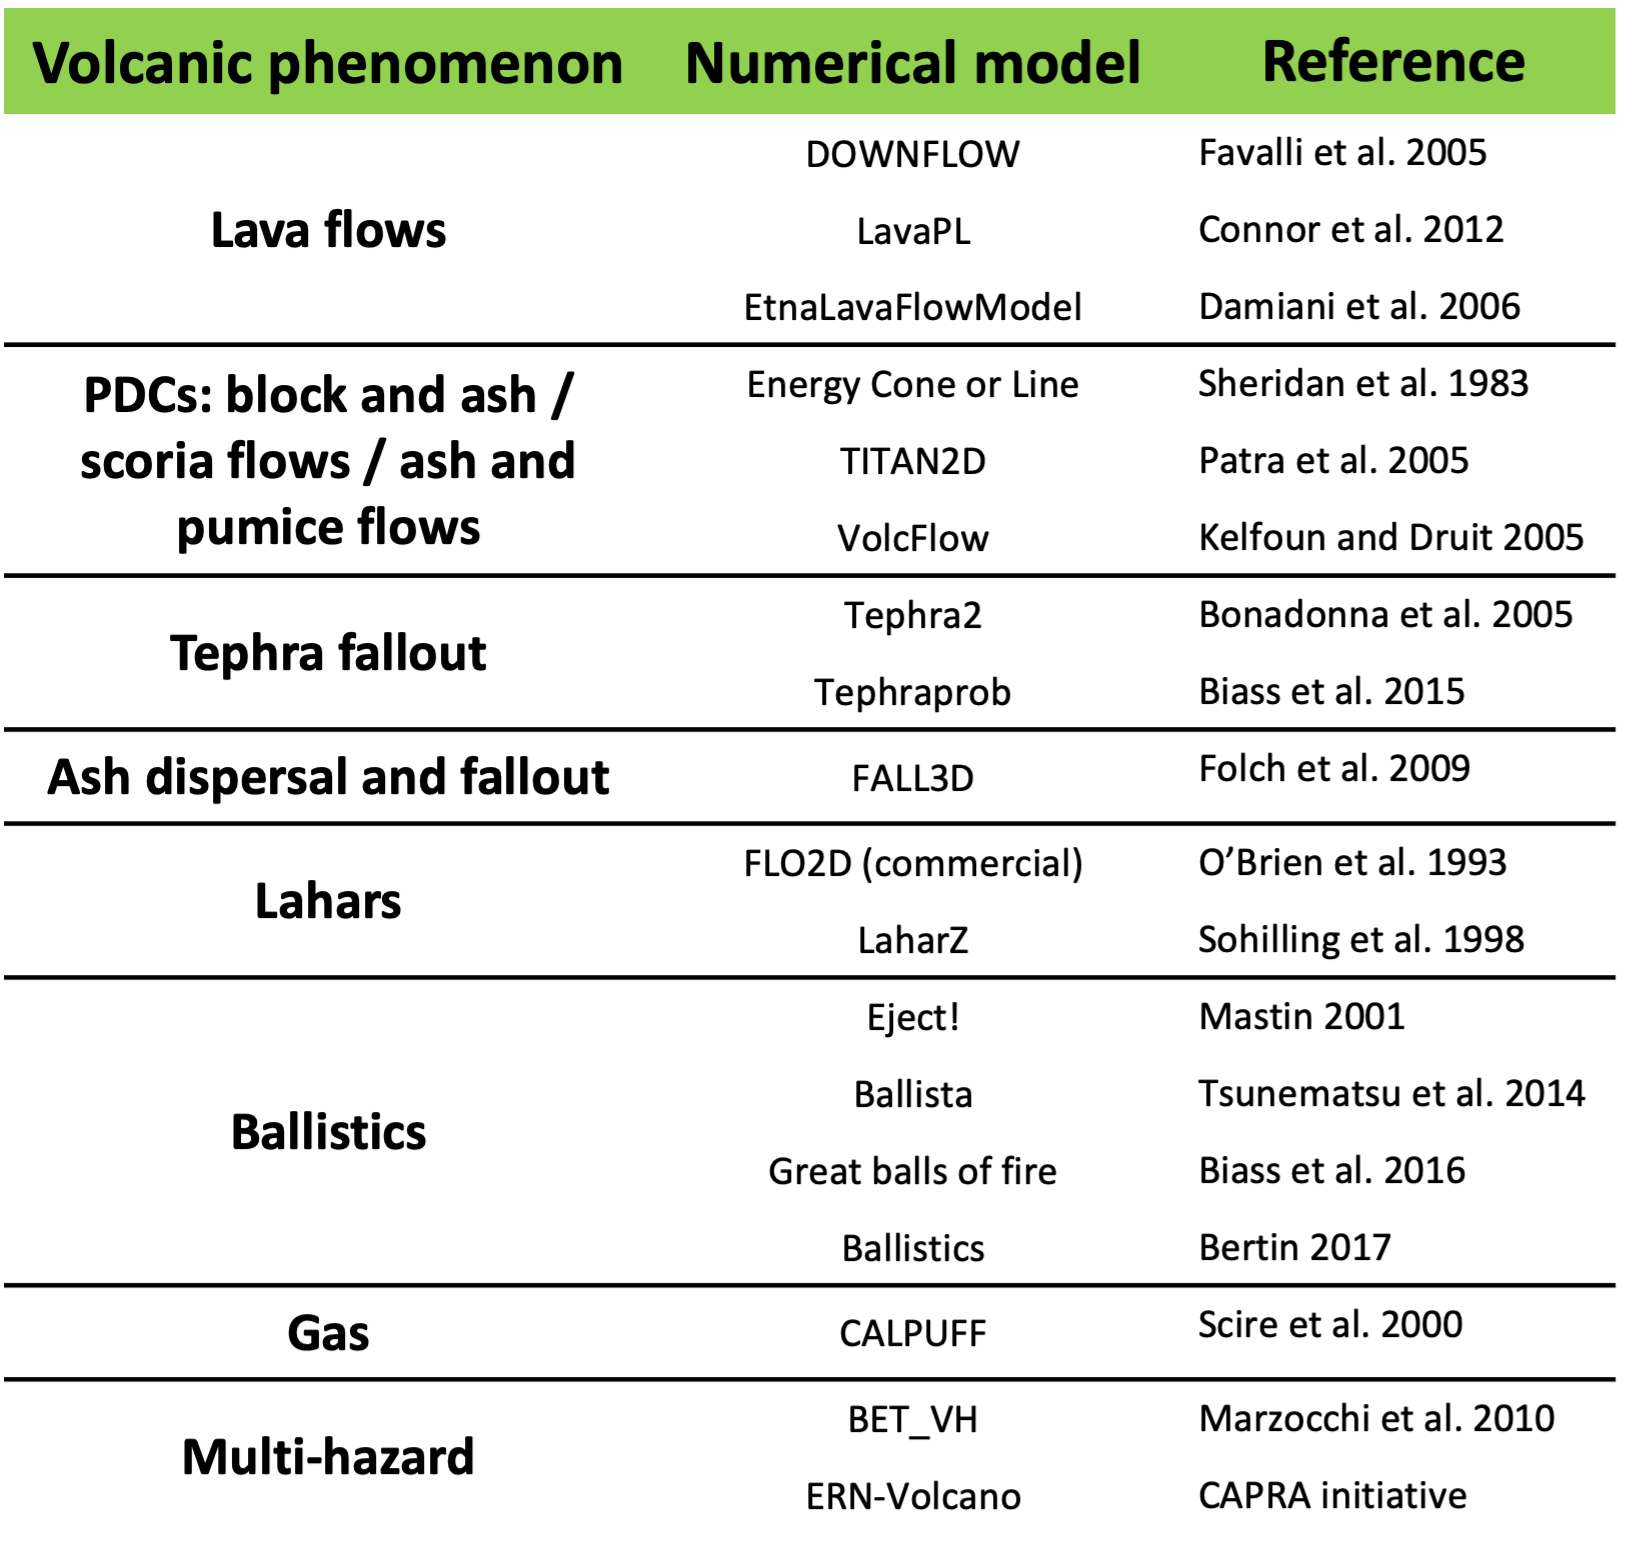 Volcanic phenomenon Numerical model Reference
Lava flows
DOWNFLOW Favalli et al. 2005
LavaPL Connor et al. 2012
EtnaLavaFlowModel Damiani et al. 2006
PDCs: block and ash /
scoria flows / ash and
pumice flows
Energy Cone or Line Sheridan et al. 1983
TITAN2D Patra et al. 2005
VolcFlow Kelfoun and Druit 2005
Tephra fallout
Tephra2 Bonadonna et al. 2005
Tephraprob Biass et al. 2015
Ash dispersal and fallout FALL3D Folch et al. 2009
Lahars
FLO2D (commercial) O’Brien et al. 1993
LaharZ Sohilling et al. 1998
Ballistics
Eject! Mastin 2001
Ballista Tsunematsu et al. 2014
Great balls of fire Biass et al. 2016
Ballistics Bertin 2017
Gas CALPUFF Scire et al. 2000
Multi-hazard
BET_VH Marzocchi et al. 2010
ERN-Volcano CAPRA initiative